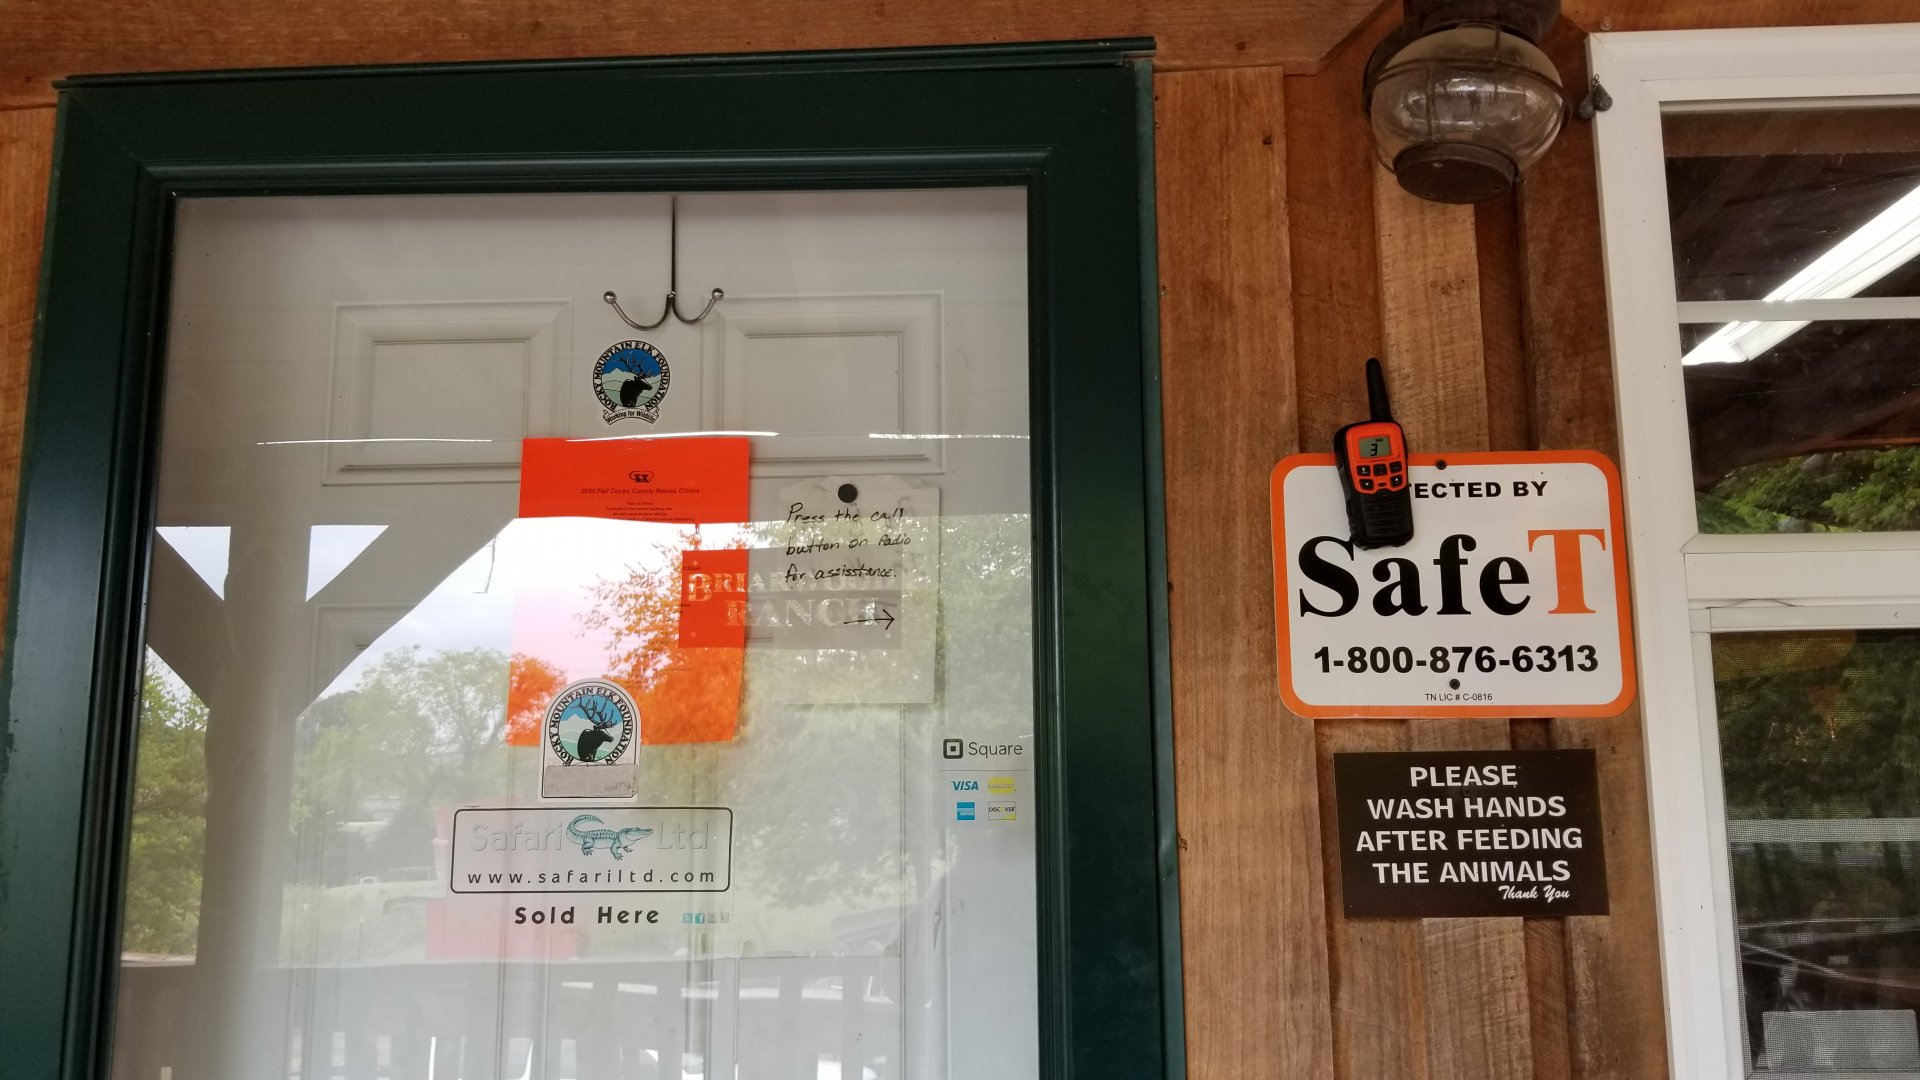 ROCKY MOUNTAIN ELK FOUNDATION
Working for Wildlife
2020 Fall Cocke County Rabies Clinics
Press the call
button on Radio
for assisstance.
BRIARWOOD
RANCH
ROCKY MOUNTAIN ELK FOUNDATION
Safari Ltd
www.safariltd.com
Sold Here
Square
VISA
DISCOVER
3
TECTED BY
SafeT
1-800-876-6313
TN LIC # C-0816
PLEASE
WASH HANDS
AFTER FEEDING
THE ANIMALS
Thank You